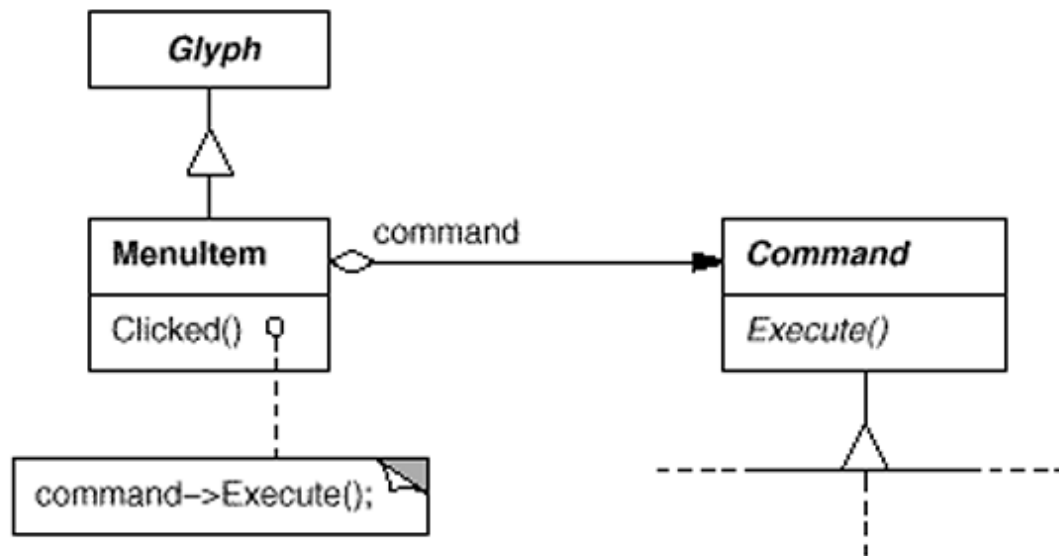 Glyph
MenuItem
command
Command
Clicked()
Execute()
command–>Execute();